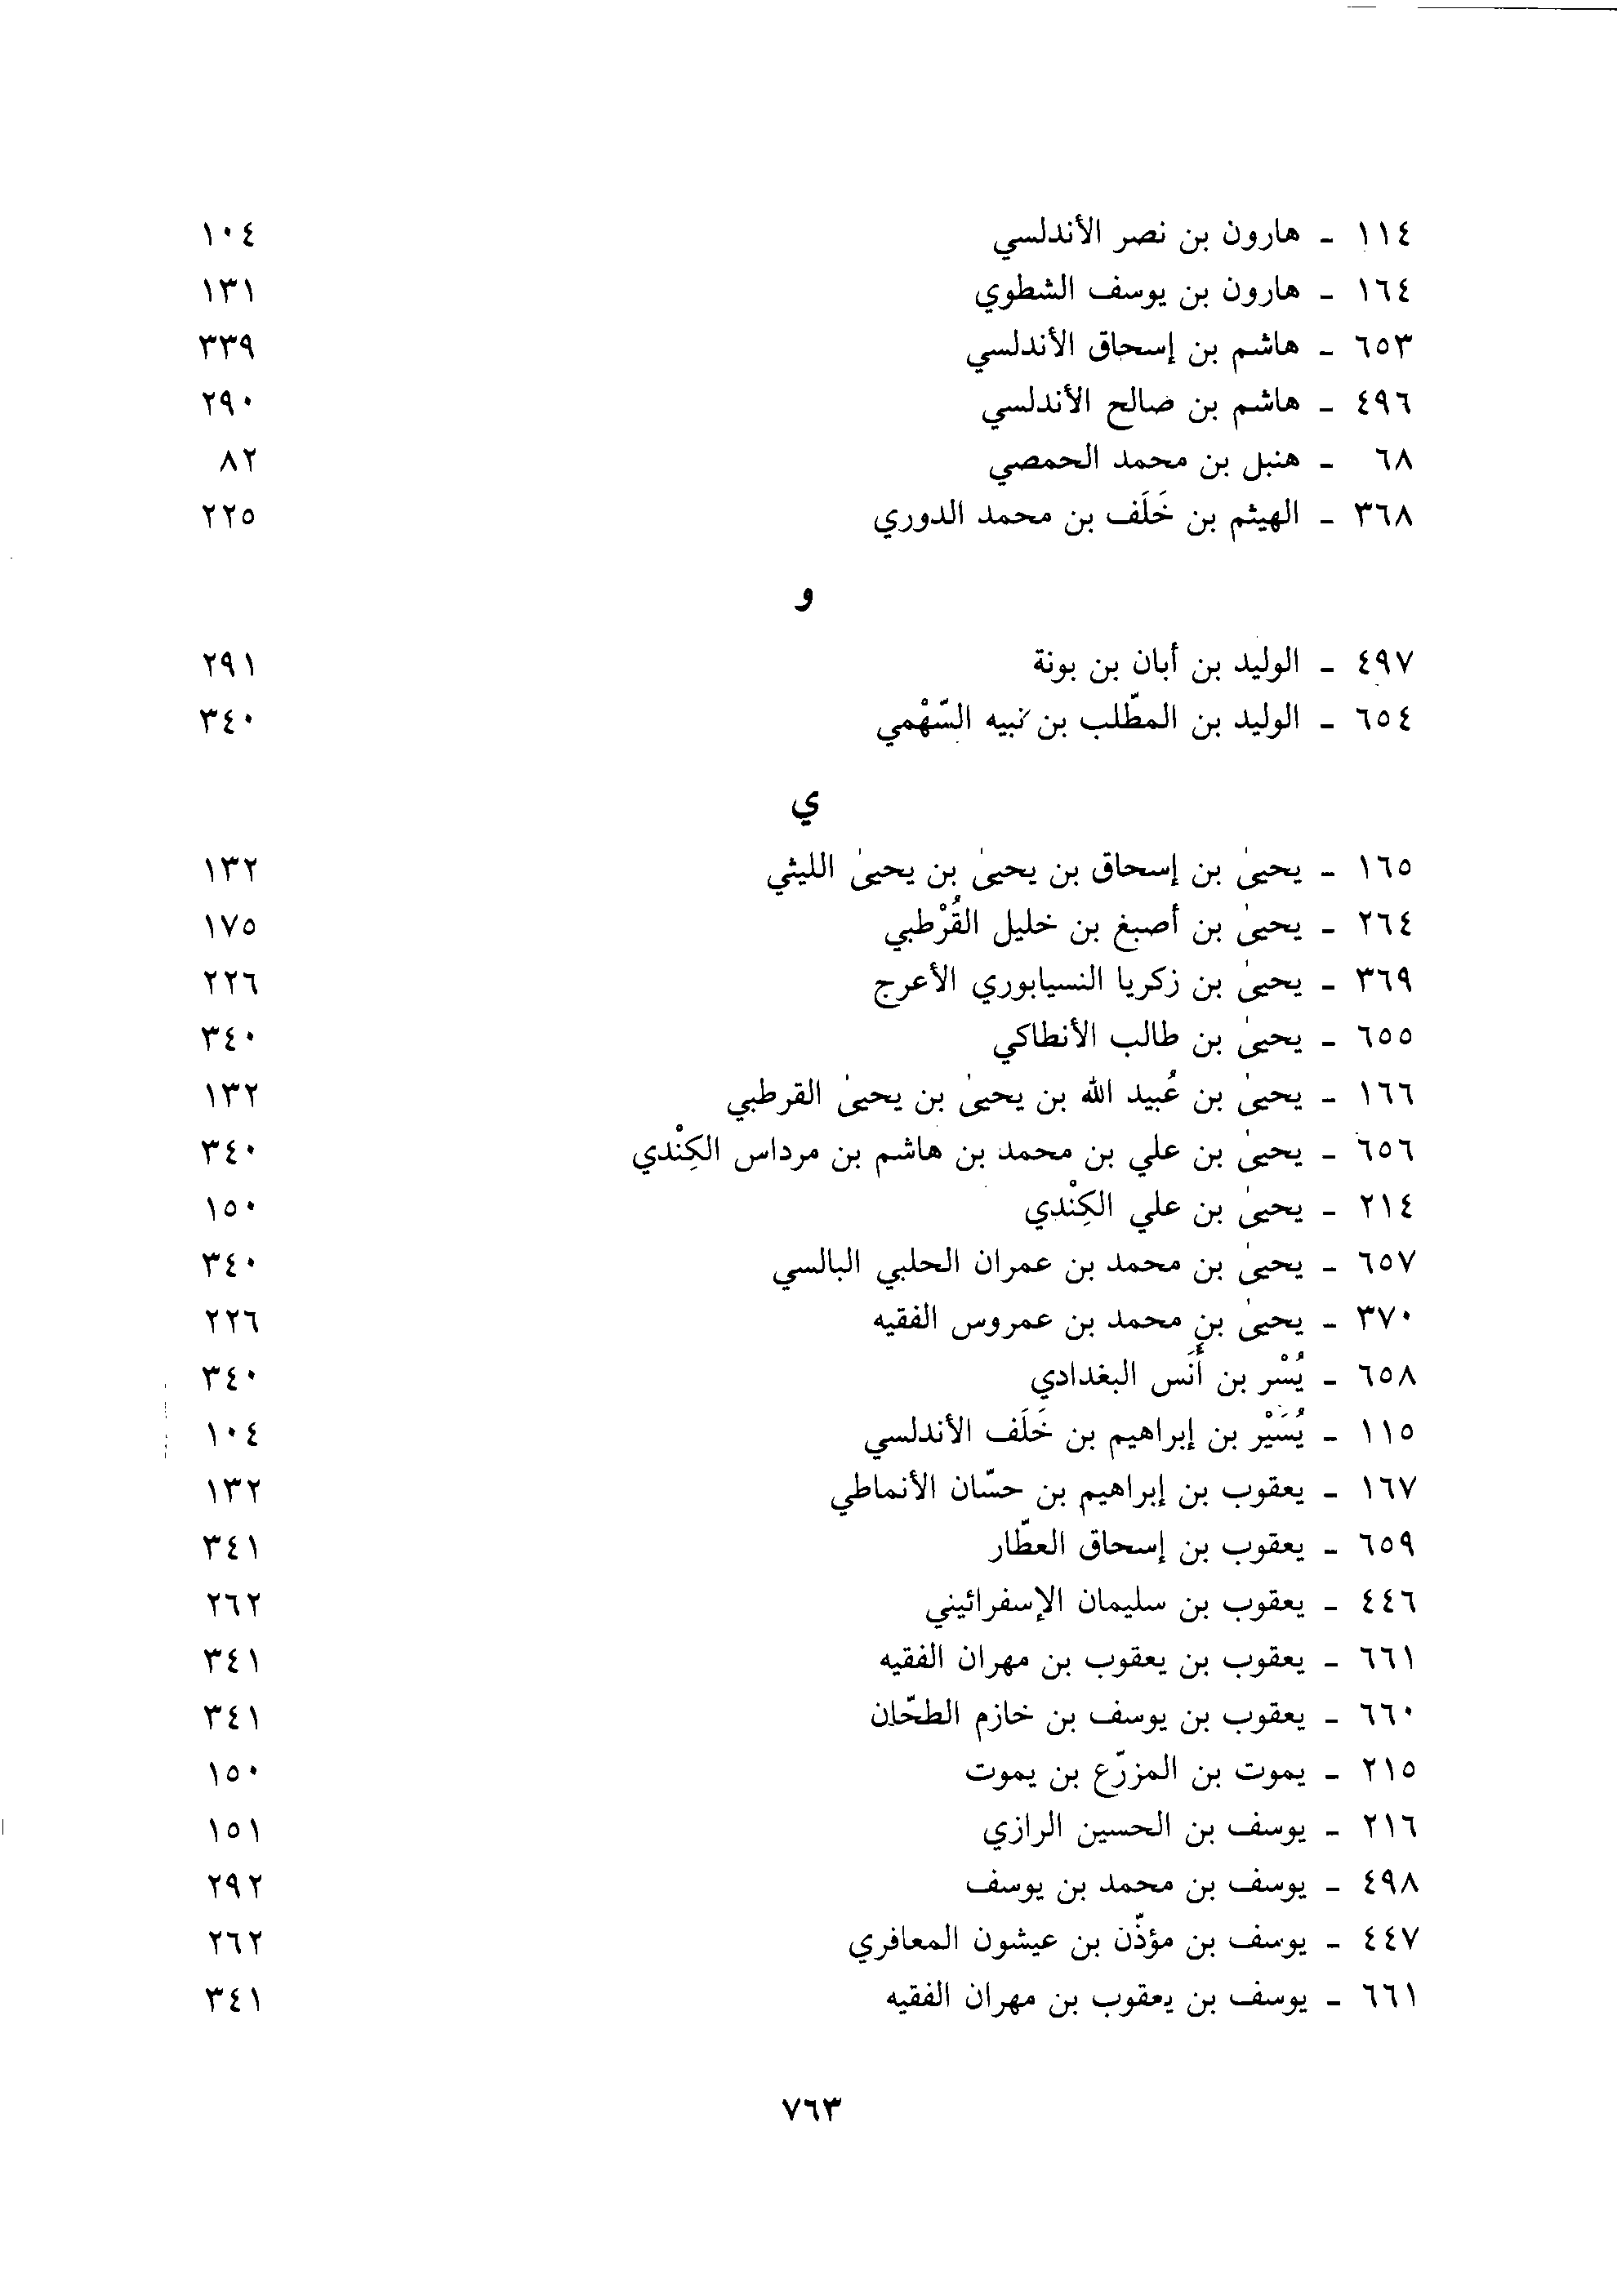 ١١٤ - هارون بن نصر الأندلسي ١٠٤
١٦٤ - هارون بن يوسف الشطوي ١٣١
٦٥٣ - هاشم بن إسحاق الأندلسي ٣٣٩
٤٩٦ - هاشم بن صالح الأندلسي ٢٩٠
٦٨ - هنبل بن محمد الحمصي ٨٢
٣٦٨ - الهيثم بن خَلَف بن محمد الدوري ٢٢٥
و
٤٩٧ - الوليد بن أبان بن بونة ٢٩١
٦٥٤ - الوليد بن المطّلب بن نبيه السّهْمي ٣٤٠
ي
١٦٥ - يحيىٰ بن إسحاق بن يحيىٰ بن يحيىٰ الليثي ١٣٢
٢٦٤ - يحيىٰ بن أصبغ بن خليل القُرْطبي ١٧٥
٣٦٩ - يحيىٰ بن زكريا النسيابوري الأعرج ٢٢٦
٦٥٥ - يحيىٰ بن طالب الأنطاكي ٣٤٠
١٦٦ - يحيىٰ بن عُبيد الله بن يحيىٰ بن يحيىٰ القرطبي ١٣٢
٦٥٦ - يحيىٰ بن علي بن محمد بن هاشم بن مرداس الكِنْدي ٣٤٠
٢١٤ - يحيىٰ بن علي الكِنْدي ١٥٠
٦٥٧ - يحيىٰ بن محمد بن عمران الحلبي البالسي ٣٤٠
٣٧٠ - يحيىٰ بن محمد بن عمروس الفقيه ٢٢٦
٦٥٨ - يُسْر بن أَنَس البغدادي ٣٤٠
١١٥ - يُسَيْر بن إبراهيم بن خَلَف الأندلسي ١٠٤
١٦٧ - يعقوب بن إبراهيم بن حسّان الأنماطي ١٣٢
٦٥٩ - يعقوب بن إسحاق العطّار ٣٤١
٤٤٦ - يعقوب بن سليمان الإسفرائيني ٢٦٢
٦٦١ - يعقوب بن يعقوب بن مهران الفقيه ٣٤١
٦٦٠ - يعقوب بن يوسف بن خازم الطحّان ٣٤١
٢١٥ - يموت بن المزرّع بن يموت ١٥٠
٢١٦ - يوسف بن الحسين الرازي ١٥١
٤٩٨ - يوسف بن محمد بن يوسف ٢٩٢
٤٤٧ - يوسف بن مؤذّن بن عيشون المعافري ٢٦٢
٦٦١ - يوسف بن يعقوب بن مهران الفقيه ٣٤١
٧٦٣